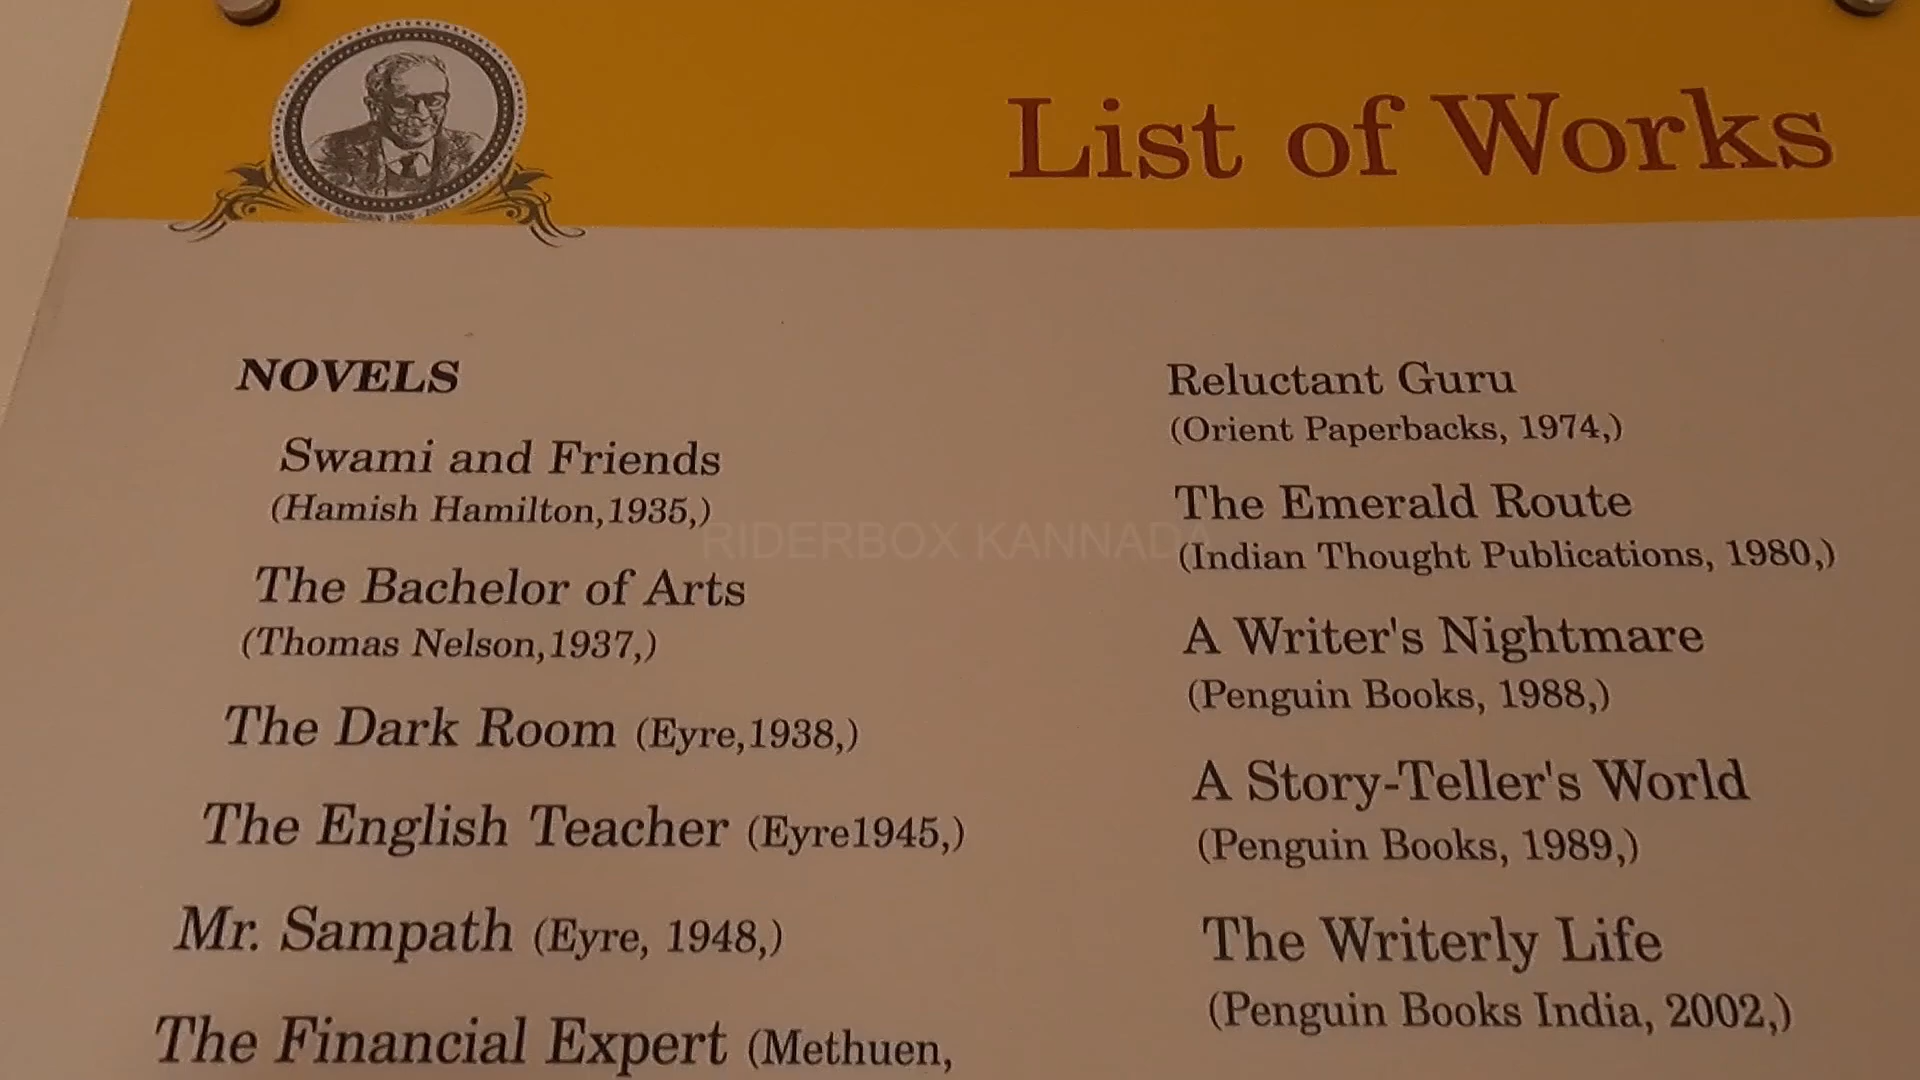 R K NARAYAN 1906 - 2001
List of Works
NOVELS
Swami and Friends
(Hamish Hamilton,1935,)
The Bachelor of Arts
(Thomas Nelson,1937,)
The Dark Room (Eyre,1938,)
The English Teacher (Eyre1945,)
Mr. Sampath (Eyre, 1948,)
The Financial Expert (Methuen,
Reluctant Guru
(Orient Paperbacks, 1974,)
The Emerald Route
(Indian Thought Publications, 1980,)
A Writer's Nightmare
(Penguin Books, 1988,)
A Story-Teller's World
(Penguin Books, 1989,)
The Writerly Life
(Penguin Books India, 2002,)
RIDERBOX KANNADA